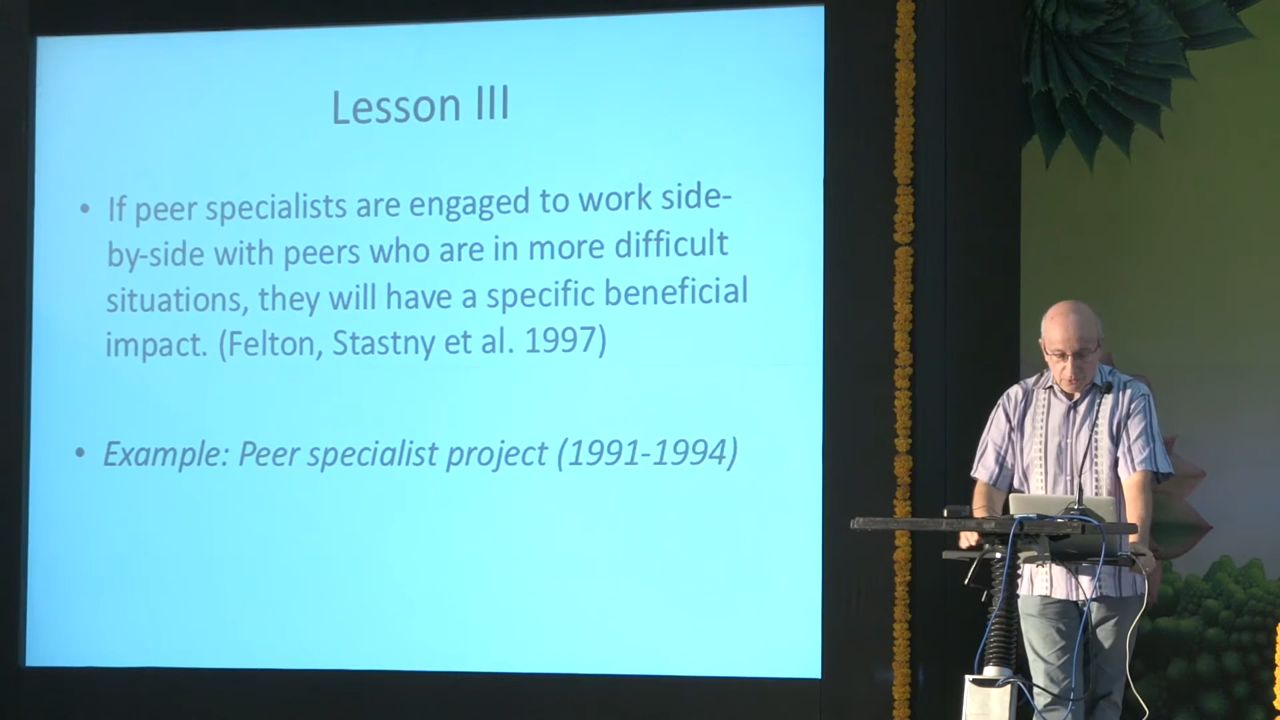 Lesson III
• If peer specialists are engaged to work side-
by-side with peers who are in more difficult
situations, they will have a specific beneficial
impact. (Felton, Stastny et al. 1997)
• Example: Peer specialist project (1991-1994)